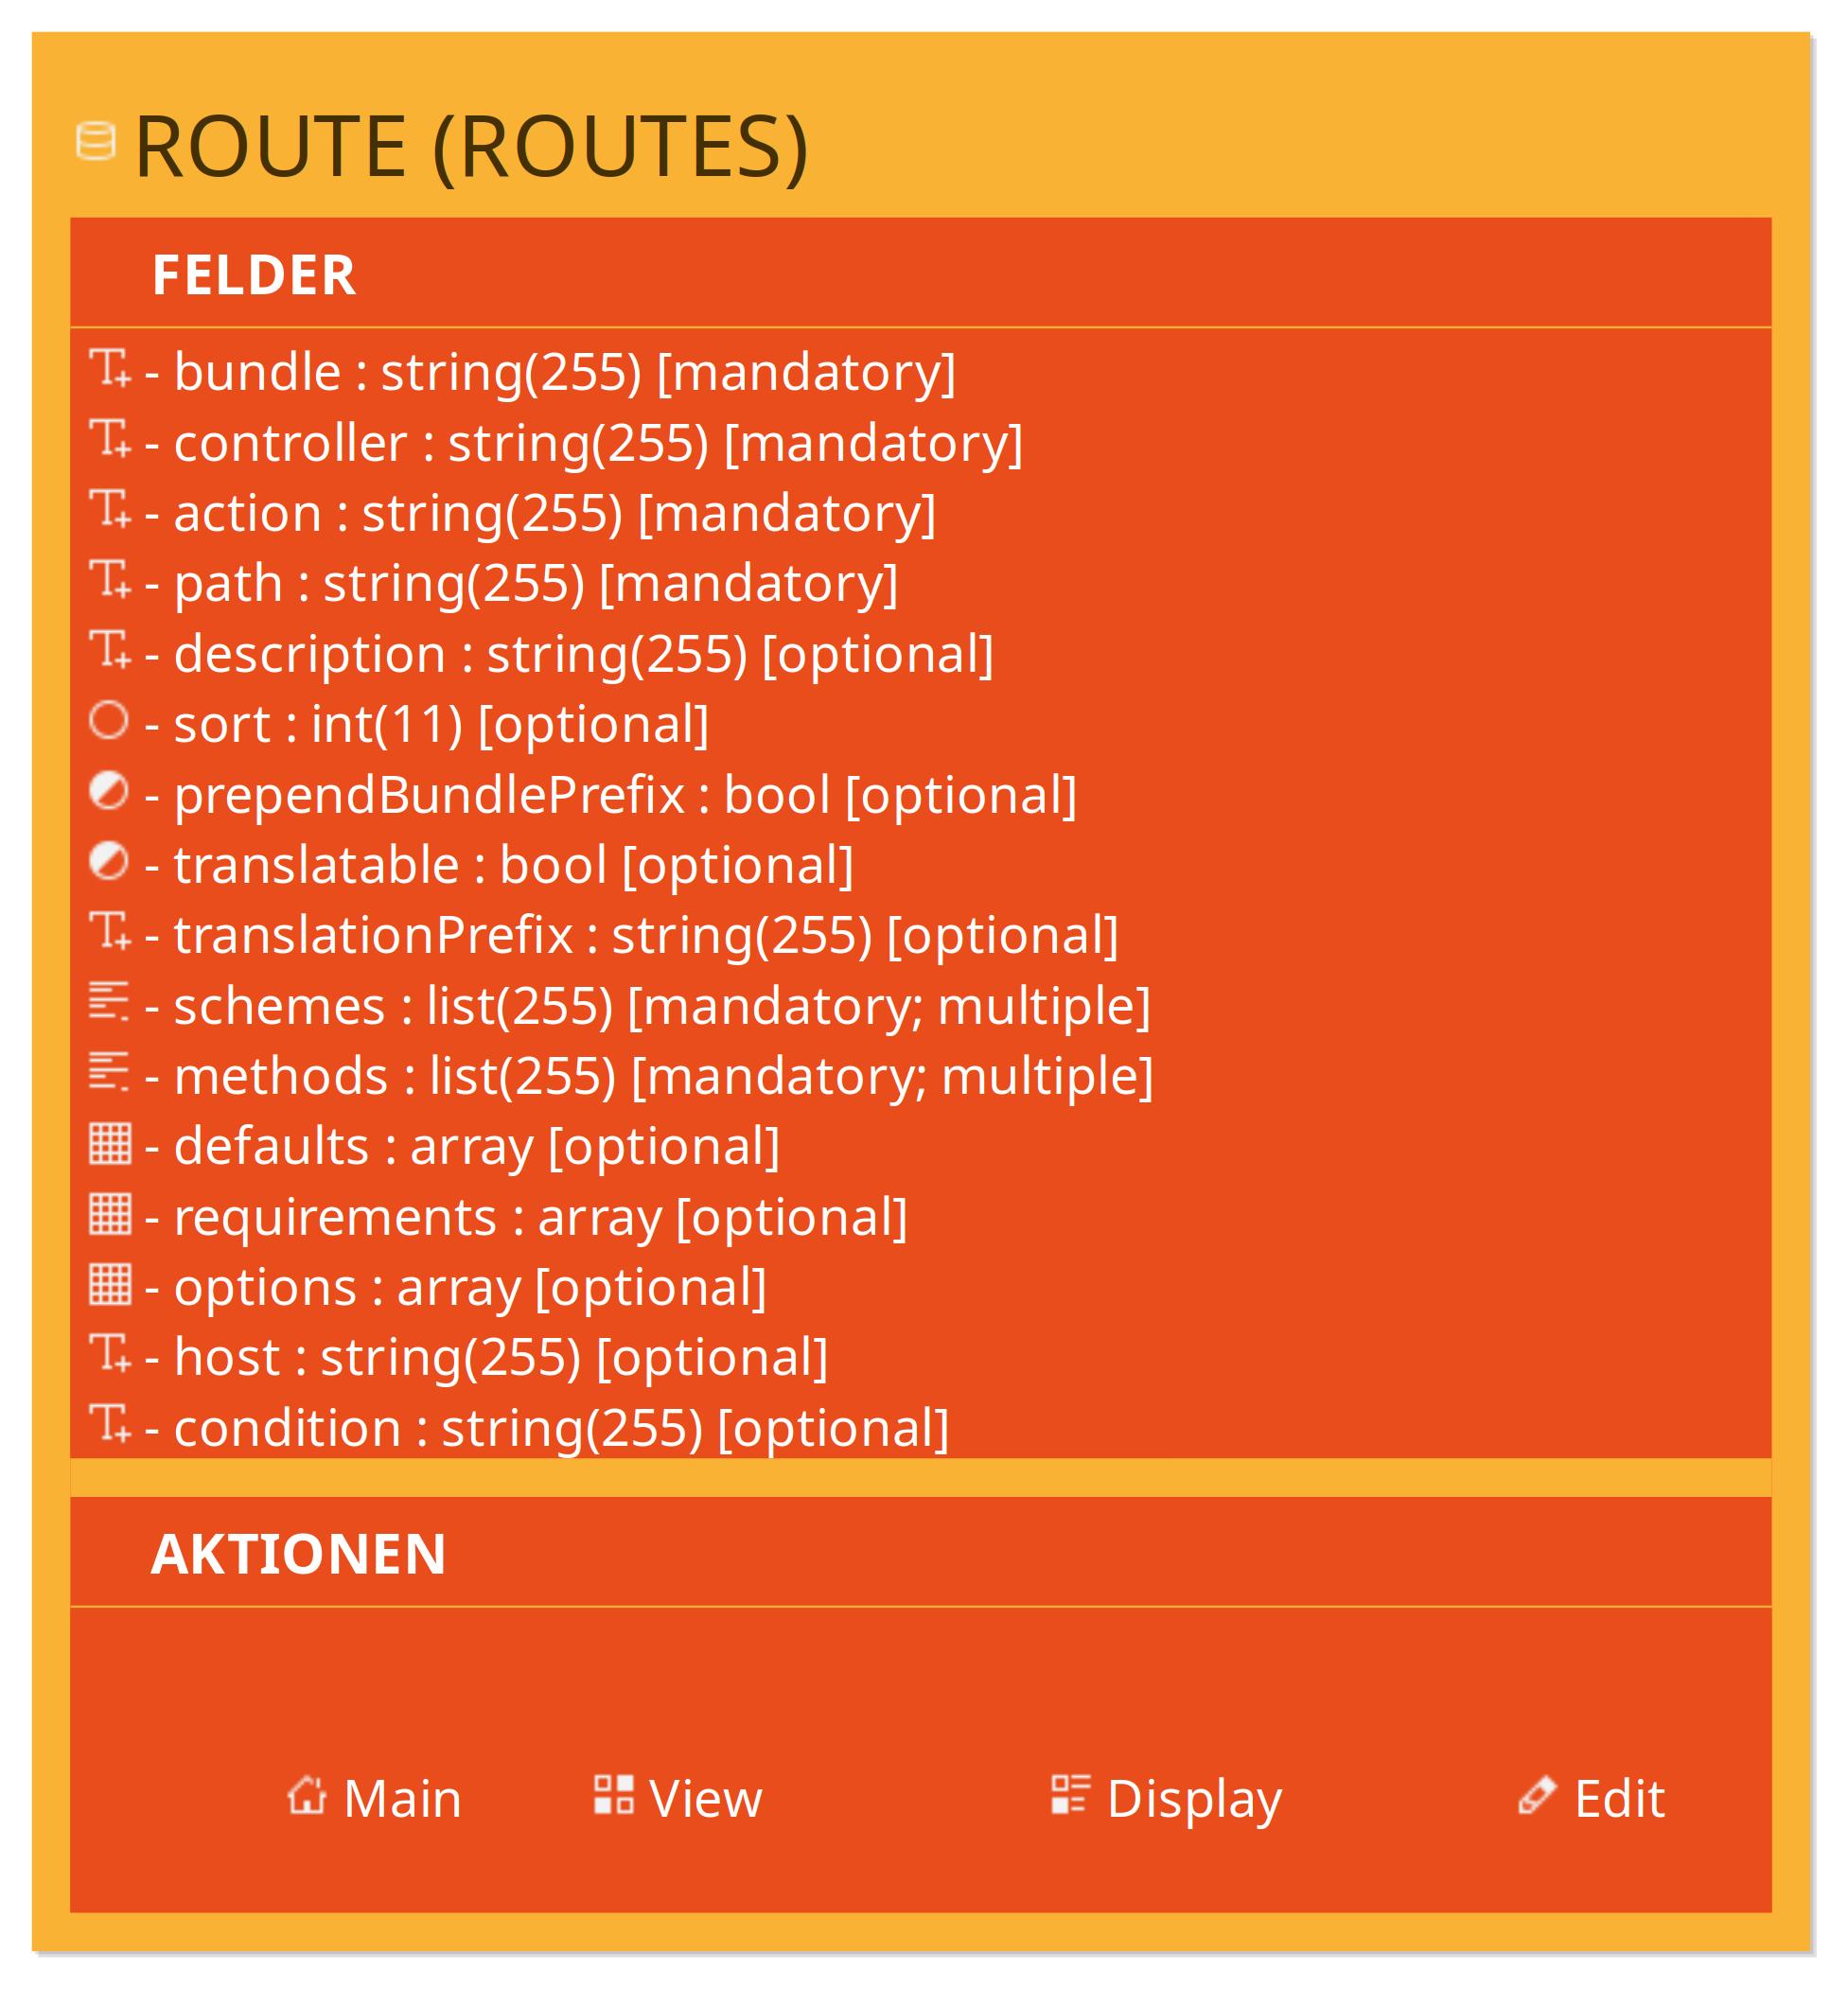 ROUTE (ROUTES)
FELDER
- bundle : string(255) [mandatory]
- controller : string(255) [mandatory]
- action : string(255) [mandatory]
- path : string(255) [mandatory]
- description : string(255) [optional]
- sort : int(11) [optional]
- prependBundlePrefix : bool [optional]
- translatable : bool [optional]
- translationPrefix : string(255) [optional]
- schemes : list(255) [mandatory; multiple]
- methods : list(255) [mandatory; multiple]
- defaults : array [optional]
- requirements : array [optional]
- options : array [optional]
- host : string(255) [optional]
- condition : string(255) [optional]
AKTIONEN
Main View Display Edit